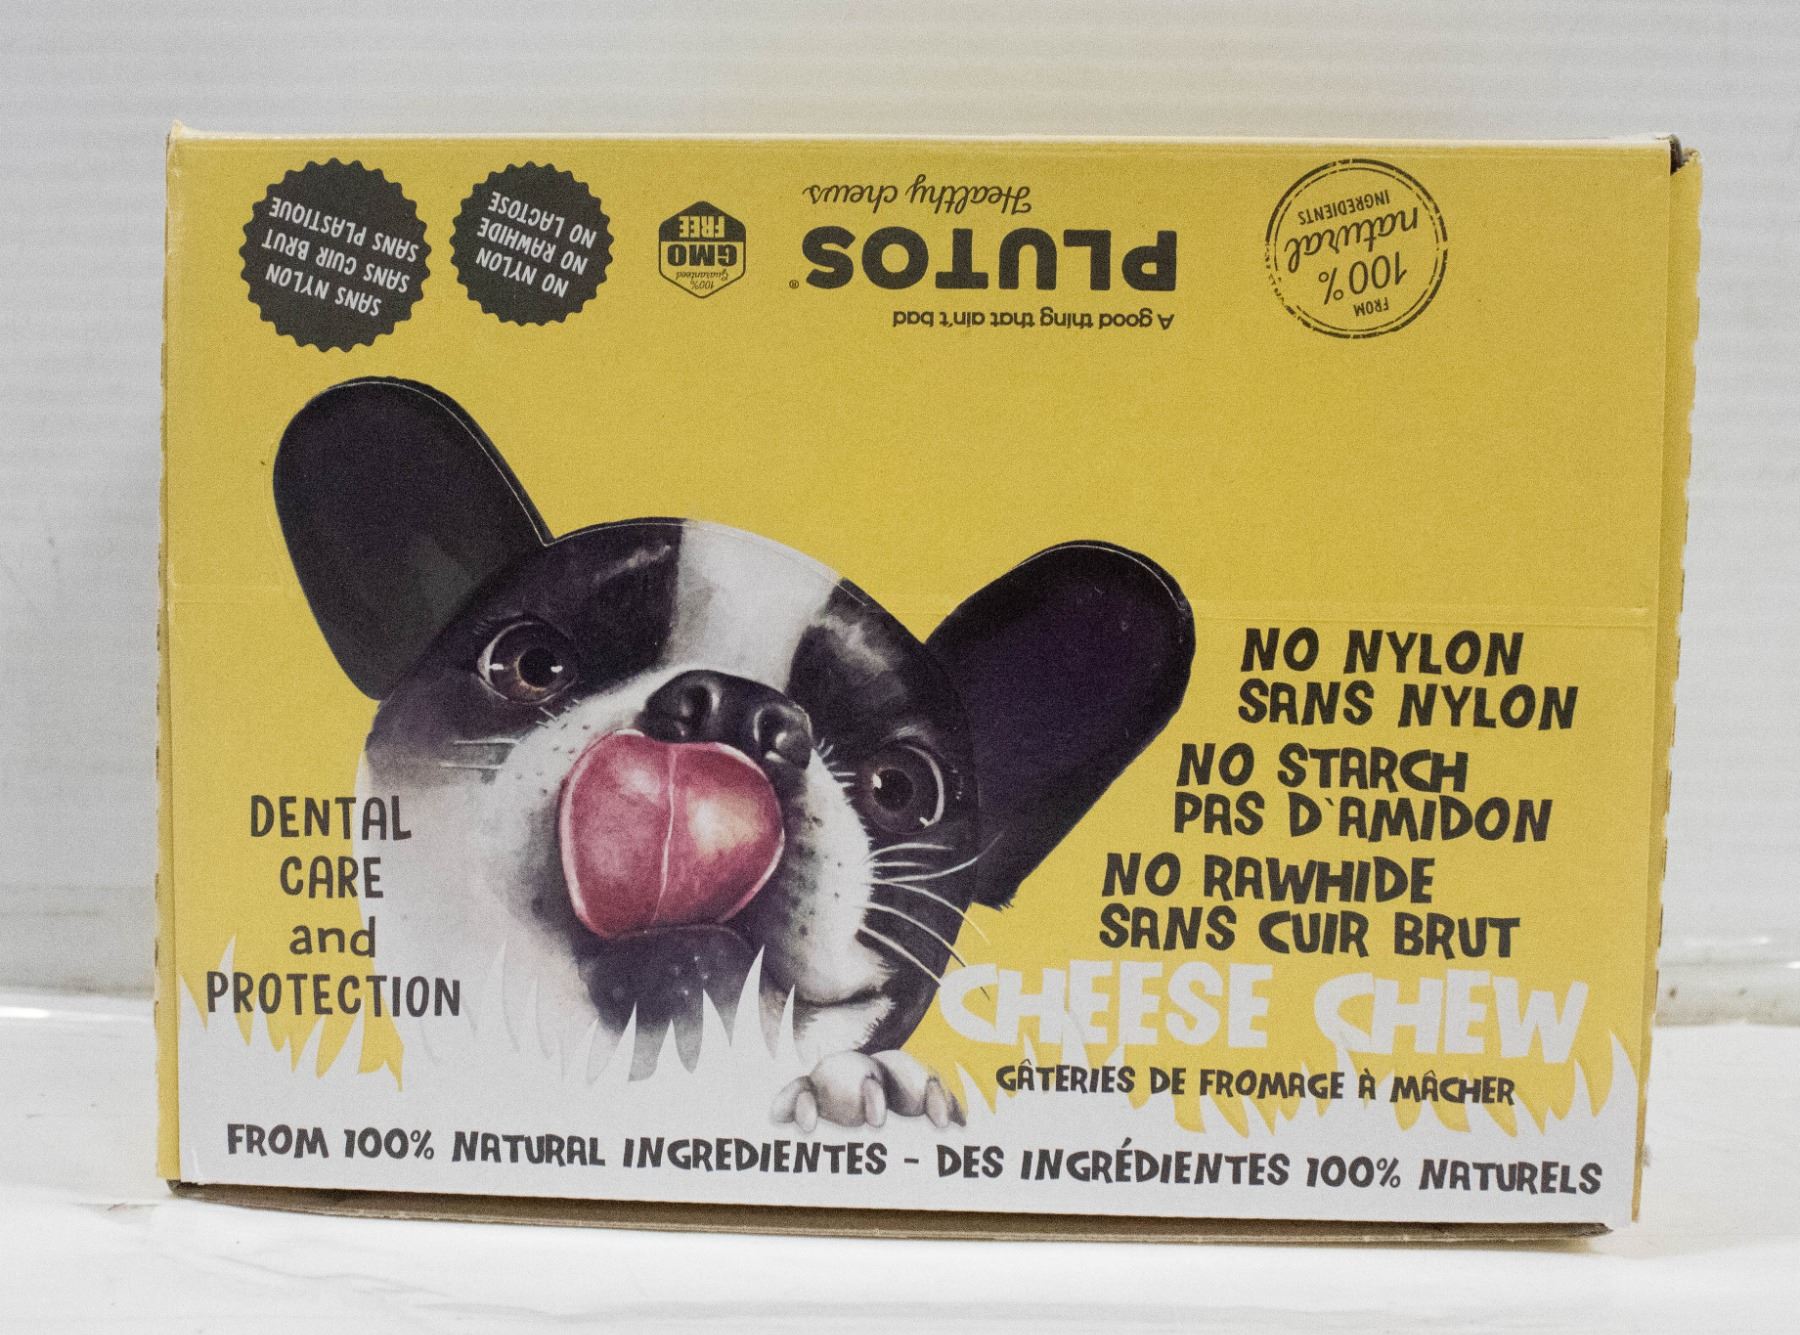 SANS NYLON
SANS CUIR BRUT
SANS PLASTIQUE
NO NYLON
NO RAWHIDE
NO LACTOSE
100%
Guaranteed
GMO
FREE
A good thing that ain't bad
PLUTOS®
Healthy chews
FROM
100%
natural
INGREDIENTS
NO NYLON
SANS NYLON
NO STARCH
PAS D'AMIDON
NO RAWHIDE
SANS CUIR BRUT
DENTAL
CARE
and
PROTECTION
CHEESE CHEW
GÂTERIES DE FROMAGE À MÂCHER
FROM 100% NATURAL INGREDIENTES - DES INGRÉDIENTES 100% NATURELS